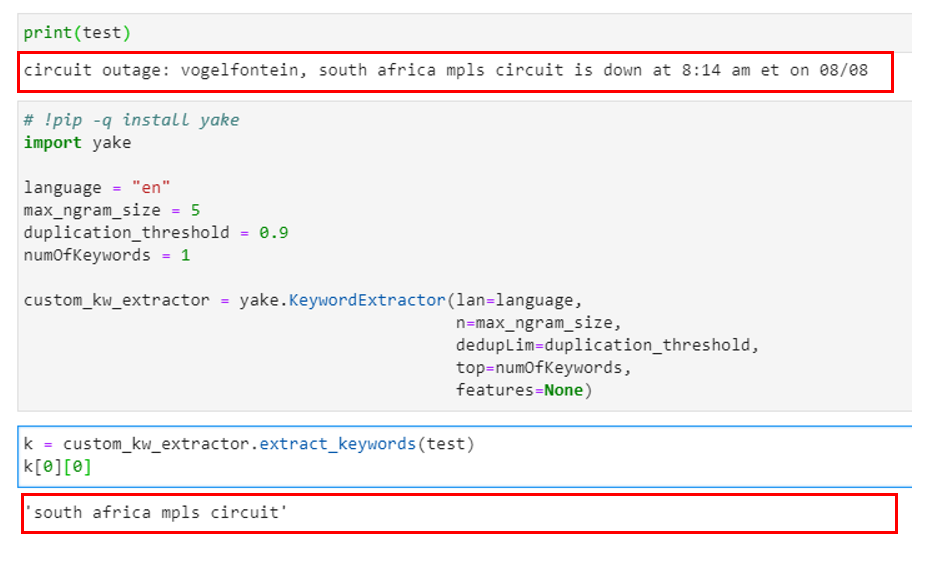 print(test)
circuit outage: vogelfontein, south africa mpls circuit is down at 8:14 am et on 08/08
# !pip -q install yake
import yake
language = "en"
max_ngram_size = 5
duplication_threshold = 0.9
numOfKeywords = 1
custom_kw_extractor = yake.KeywordExtractor(lan=language,
n=max_ngram_size,
dedupLim=duplication_threshold,
top=numOfKeywords,
features=None)
k = custom_kw_extractor.extract_keywords(test)
k[0][0]
'south africa mpls circuit'